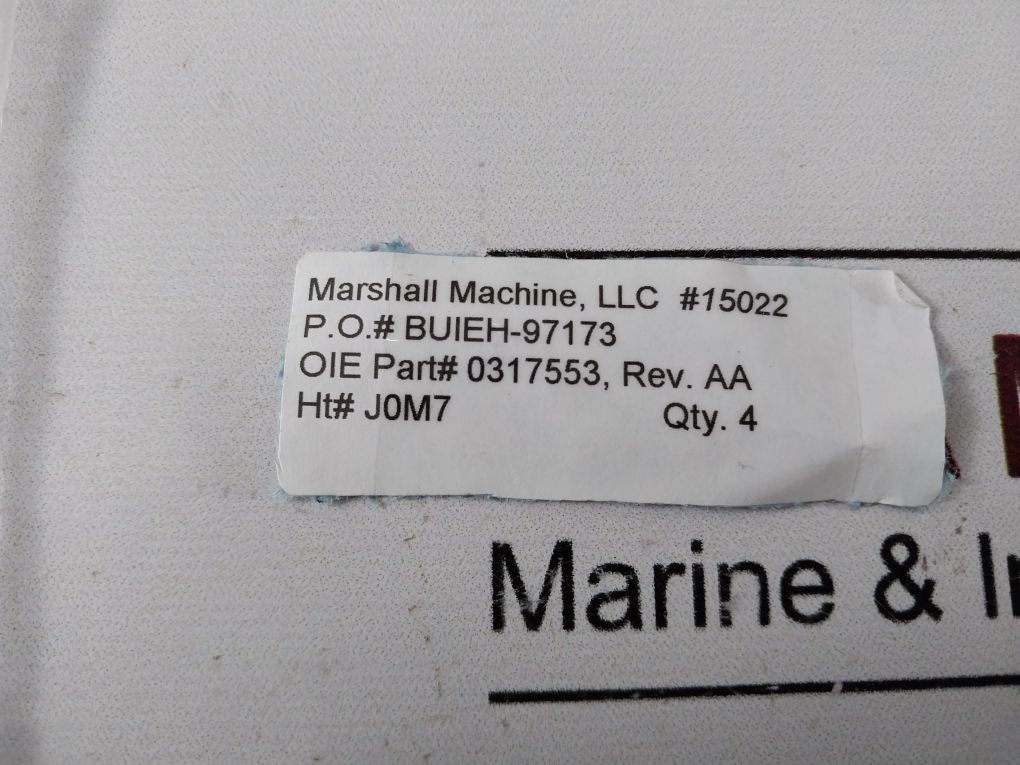 Marshall Machine, LLC #15022
P.O.# BUIEH-97173
OIE Part# 0317553, Rev. AA
Ht# J0M7 Qty. 4
Marine &